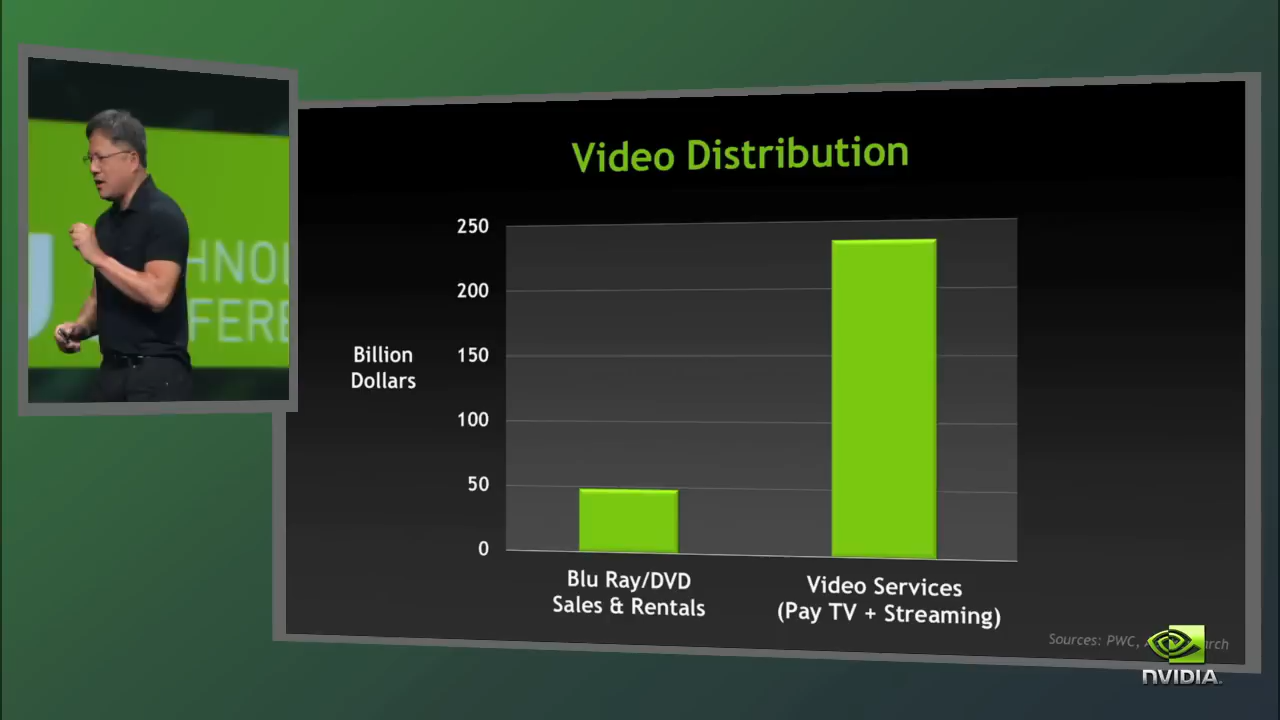 Video Distribution
250
200
150
100
50
0
Billion
Dollars
Blu Ray/DVD
Sales & Rentals
Video Services
(Pay TV + Streaming)
Sources: PWC,
NVIDIA